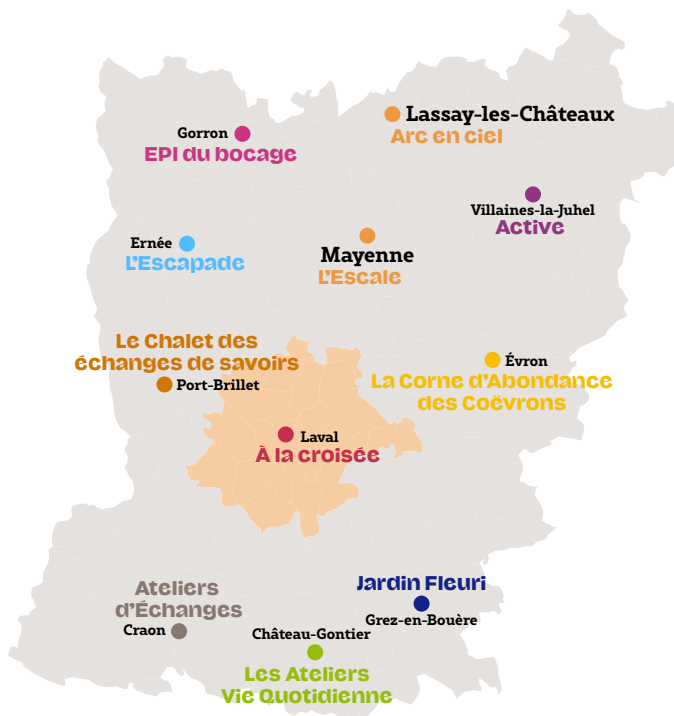 Lassay-les-Châteaux
Arc en ciel
Gorron
EPI du bocage
Villaines-la-Juhel
Active
Ernée
L'Escapade
Mayenne
L'Escale
Le Chalet des
échanges de savoirs
Port-Brillet
Évron
La Corne d'Abondance
des Coëvrons
Laval
À la croisée
Ateliers
d'Échanges
Craon
Jardin Fleuri
Grez-en-Bouère
Château-Gontier
Les Ateliers
Vie Quotidienne